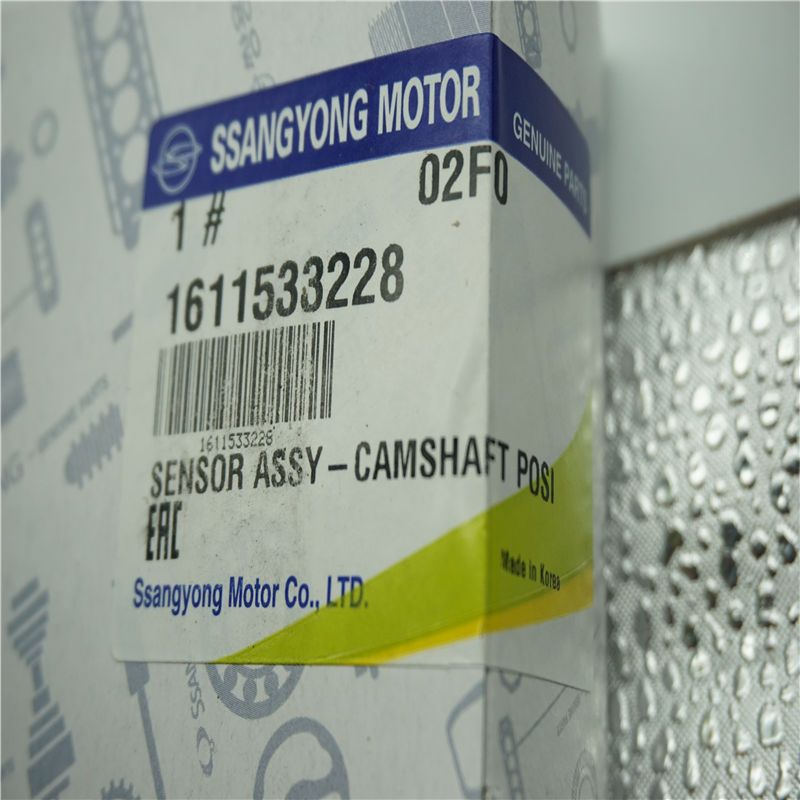 SSANGYONG MOTOR
GENUINE PARTS
02F0
1 #
1611533228
1611533228
SENSOR ASSY-CAMSHAFT POSI
EAC
Ssangyong Motor Co., LTD.
Made in Korea